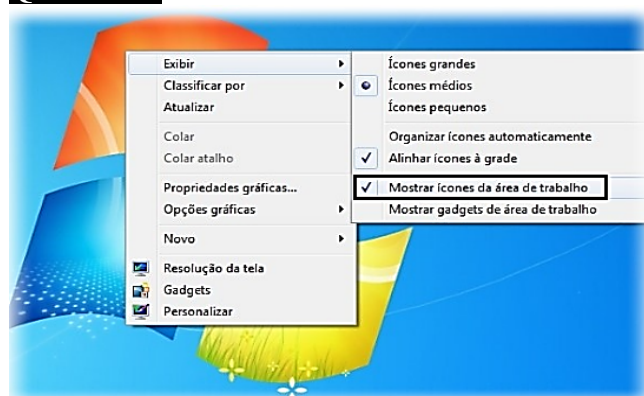 Exibir
Classificar por
Atualizar
Colar
Colar atalho
Propriedades gráficas...
Opções gráficas
Novo
Resolução da tela
Gadgets
Personalizar
Ícones grandes
Ícones médios
Ícones pequenos
Organizar ícones automaticamente
Alinhar ícones à grade
Mostrar ícones da área de trabalho
Mostrar gadgets de área de trabalho